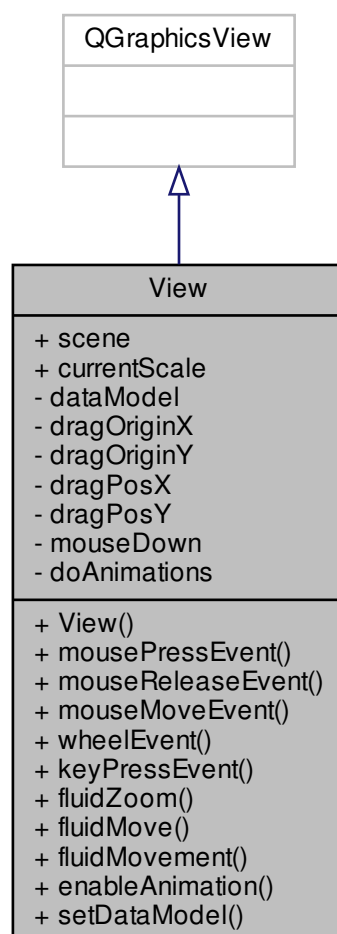 QGraphicsView
View
+ scene
+ currentScale
- dataModel
- dragOriginX
- dragOriginY
- dragPosX
- dragPosY
- mouseDown
- doAnimations
+ View()
+ mousePressEvent()
+ mouseReleaseEvent()
+ mouseMoveEvent()
+ wheelEvent()
+ keyPressEvent()
+ fluidZoom()
+ fluidMove()
+ fluidMovement()
+ enableAnimation()
+ setDataModel()